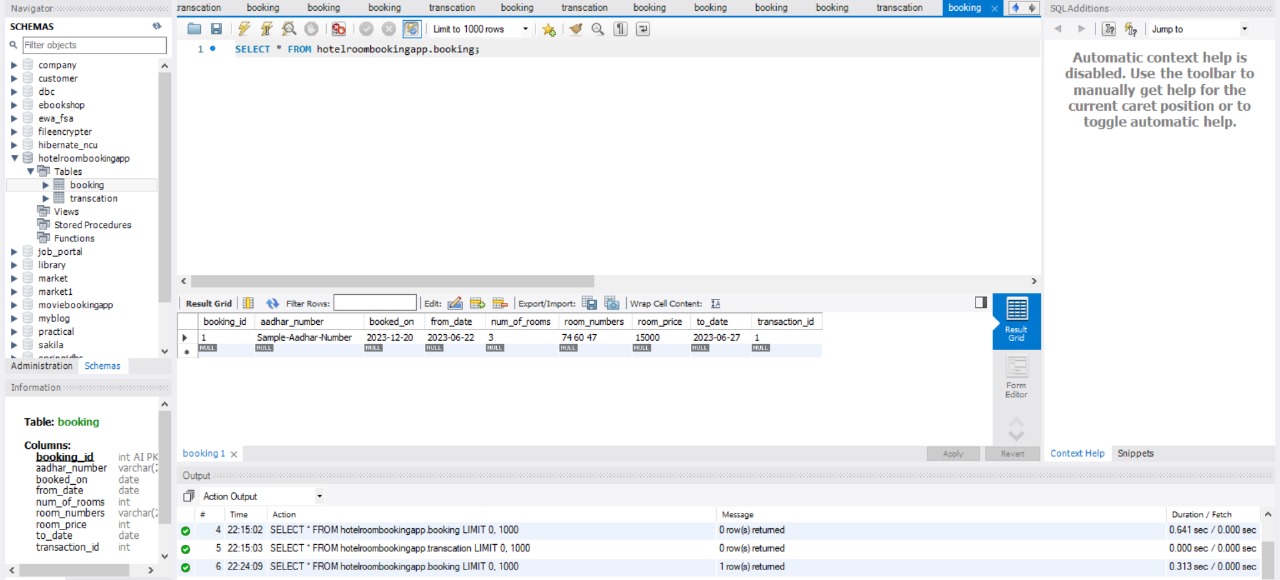 Navigator
SCHEMAS
Filter objects
company
customer
dbc
ebookshop
ewa_fsa
fileencrypter
hibernate_ncu
hotelroombookingapp
Tables
booking
transcation
Views
Stored Procedures
Functions
job_portal
library
market
market1
moviebookingapp
myblog
practical
sakila
Administration Schemas
Information
Table: booking
Columns:
booking_id int AI PK
aadhar_number varchar(2
booked_on date
from_date date
num_of_rooms int
room_numbers varchar(2
room_price int
to_date date
transaction_id int
ranscation booking booking booking transcation booking transcation booking booking booking booking transcation booking
Limit to 1000 rows
1 SELECT * FROM hotelroombookingapp.booking;
Result Grid Filter Rows: Edit: Export/Import: Wrap Cell Content:
booking_id aadhar_number booked_on from_date num_of_rooms room_numbers room_price to_date transaction_id
1 Sample-Aadhar-Number 2023-12-20 2023-06-22 3 74 60 47 15000 2023-06-27 1
NULL NULL NULL NULL NULL NULL NULL NULL NULL
Result Grid
Form Editor
booking 1 Apply Revert
Output
Action Output
# Time Action Message Duration / Fetch
4 22:15:02 SELECT * FROM hotelroombookingapp.booking LIMIT 0, 1000 0 row(s) returned 0.641 sec / 0.000 sec
5 22:15:03 SELECT * FROM hotelroombookingapp.transcation LIMIT 0, 1000 0 row(s) returned 0.000 sec / 0.000 sec
6 22:24:09 SELECT * FROM hotelroombookingapp.booking LIMIT 0, 1000 1 row(s) returned 0.313 sec / 0.000 sec
SQLAdditions
Jump to
Automatic context help is
disabled. Use the toolbar to
manually get help for the
current caret position or to
toggle automatic help.
Context Help Snippets